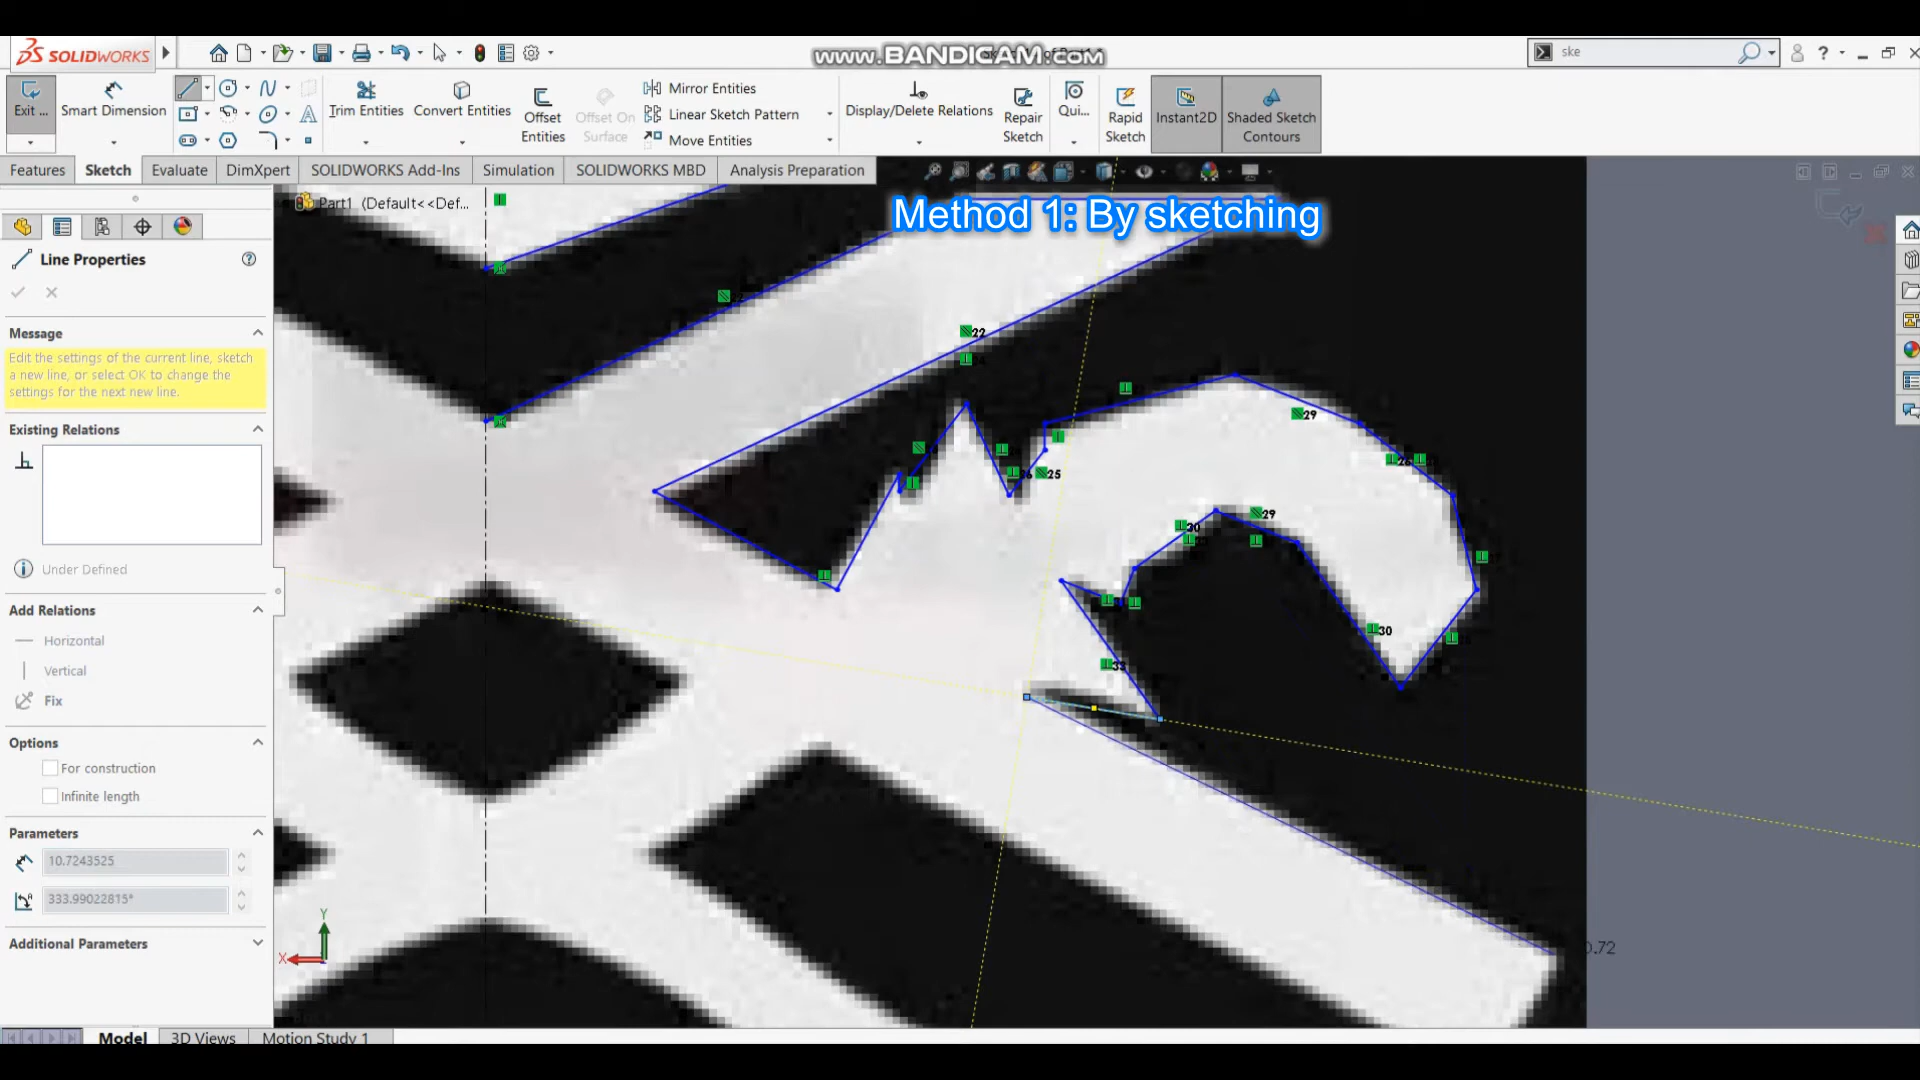 SOLIDWORKS
www.BANDICAM.com
ske
Exit ...
Smart Dimension
Trim Entities
Convert Entities
Offset Entities
Offset On Surface
Mirror Entities
Linear Sketch Pattern
Move Entities
Display/Delete Relations
Repair Sketch
Qui...
Rapid Sketch
Instant2D
Shaded Sketch Contours
Features
Sketch
Evaluate
DimXpert
SOLIDWORKS Add-Ins
Simulation
SOLIDWORKS MBD
Analysis Preparation
Part1 (Default<<Def...
Method 1: By sketching
Line Properties
Message
Edit the settings of the current line, sketch
a new line, or select OK to change the
settings for the next new line.
Existing Relations
Under Defined
Add Relations
Horizontal
Vertical
Fix
Options
For construction
Infinite length
Parameters
10.7243525
333.99022815°
Additional Parameters
22
25
29
29
30
30
33
0.72
Y
X
Model
3D Views
Motion Study 1